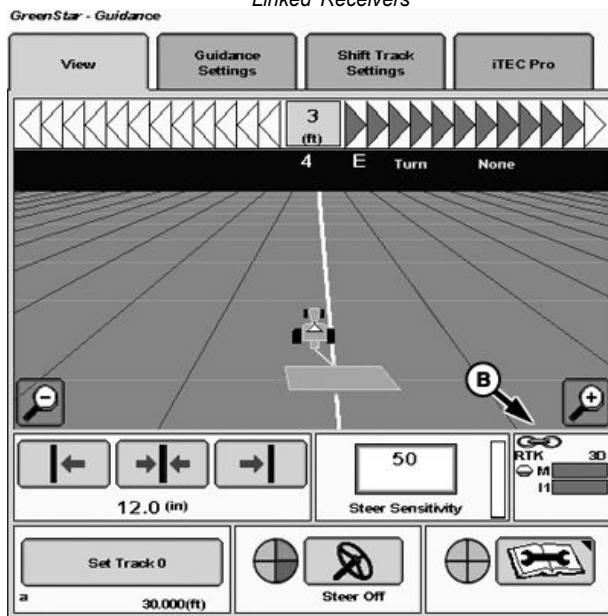 Linked Receivers
GreenStar - Guidance
View
Guidance Settings
Shift Track Settings
iTEC Pro
3
(ft)
4 E Turn None
B
12.0 (in)
50
Steer Sensitivity
RTK 3D
M
I1
Set Track 0
a
30.000(ft)
Steer Off